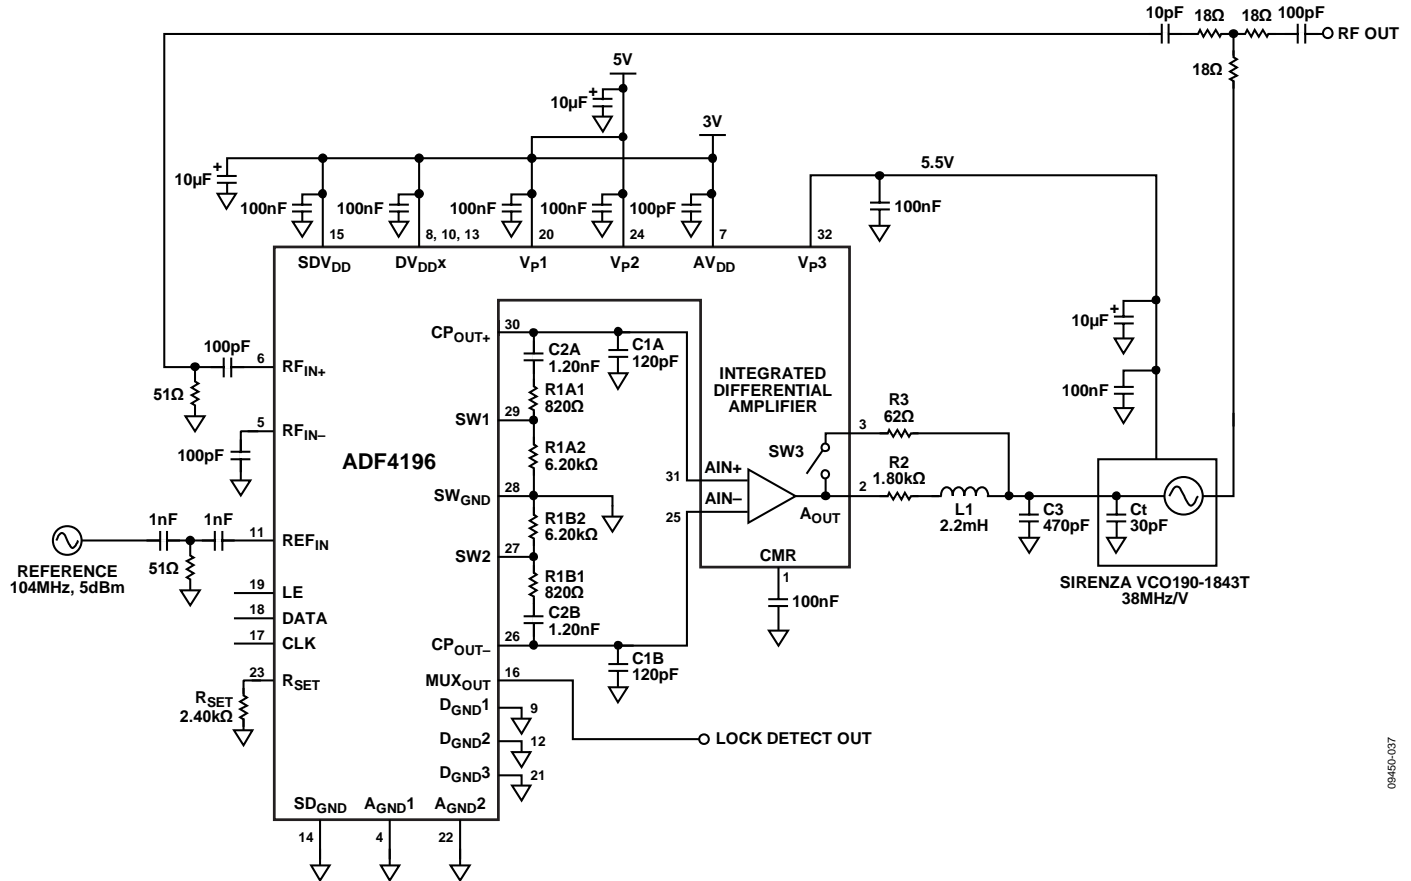 10pF
18Ω
18Ω
100pF
RF OUT
18Ω
5V
10µF
+
3V
10µF
+
5.5V
100nF
100nF
100nF
100nF
100pF
100nF
15
8, 10, 13
20
24
7
32
SDVDD
DVDDx
VP1
VP2
AVDD
VP3
CPOUT+
30
C2A
1.20nF
C1A
120pF
10µF
+
100nF
100pF
6
RFIN+
51Ω
R1A1
820Ω
SW1
29
INTEGRATED
DIFFERENTIAL
AMPLIFIER
R3
62Ω
3
5
RFIN–
100pF
ADF4196
R1A2
6.20kΩ
SW3
31
AIN+
AIN–
25
AOUT
2
R2
1.80kΩ
L1
2.2mH
C3
470pF
Ct
30pF
SWGND
28
R1B2
6.20kΩ
1nF
1nF
11
REFIN
51Ω
REFERENCE
104MHz, 5dBm
SW2
27
R1B1
820Ω
C2B
1.20nF
CMR
1
100nF
SIRENZA VCO190-1843T
38MHz/V
19
LE
18
DATA
17
CLK
CPOUT–
26
C1B
120pF
23
RSET
RSET
2.40kΩ
MUXOUT
16
DGND1
9
DGND2
12
DGND3
21
LOCK DETECT OUT
SDGND
AGND1
AGND2
14
4
22
09450-037